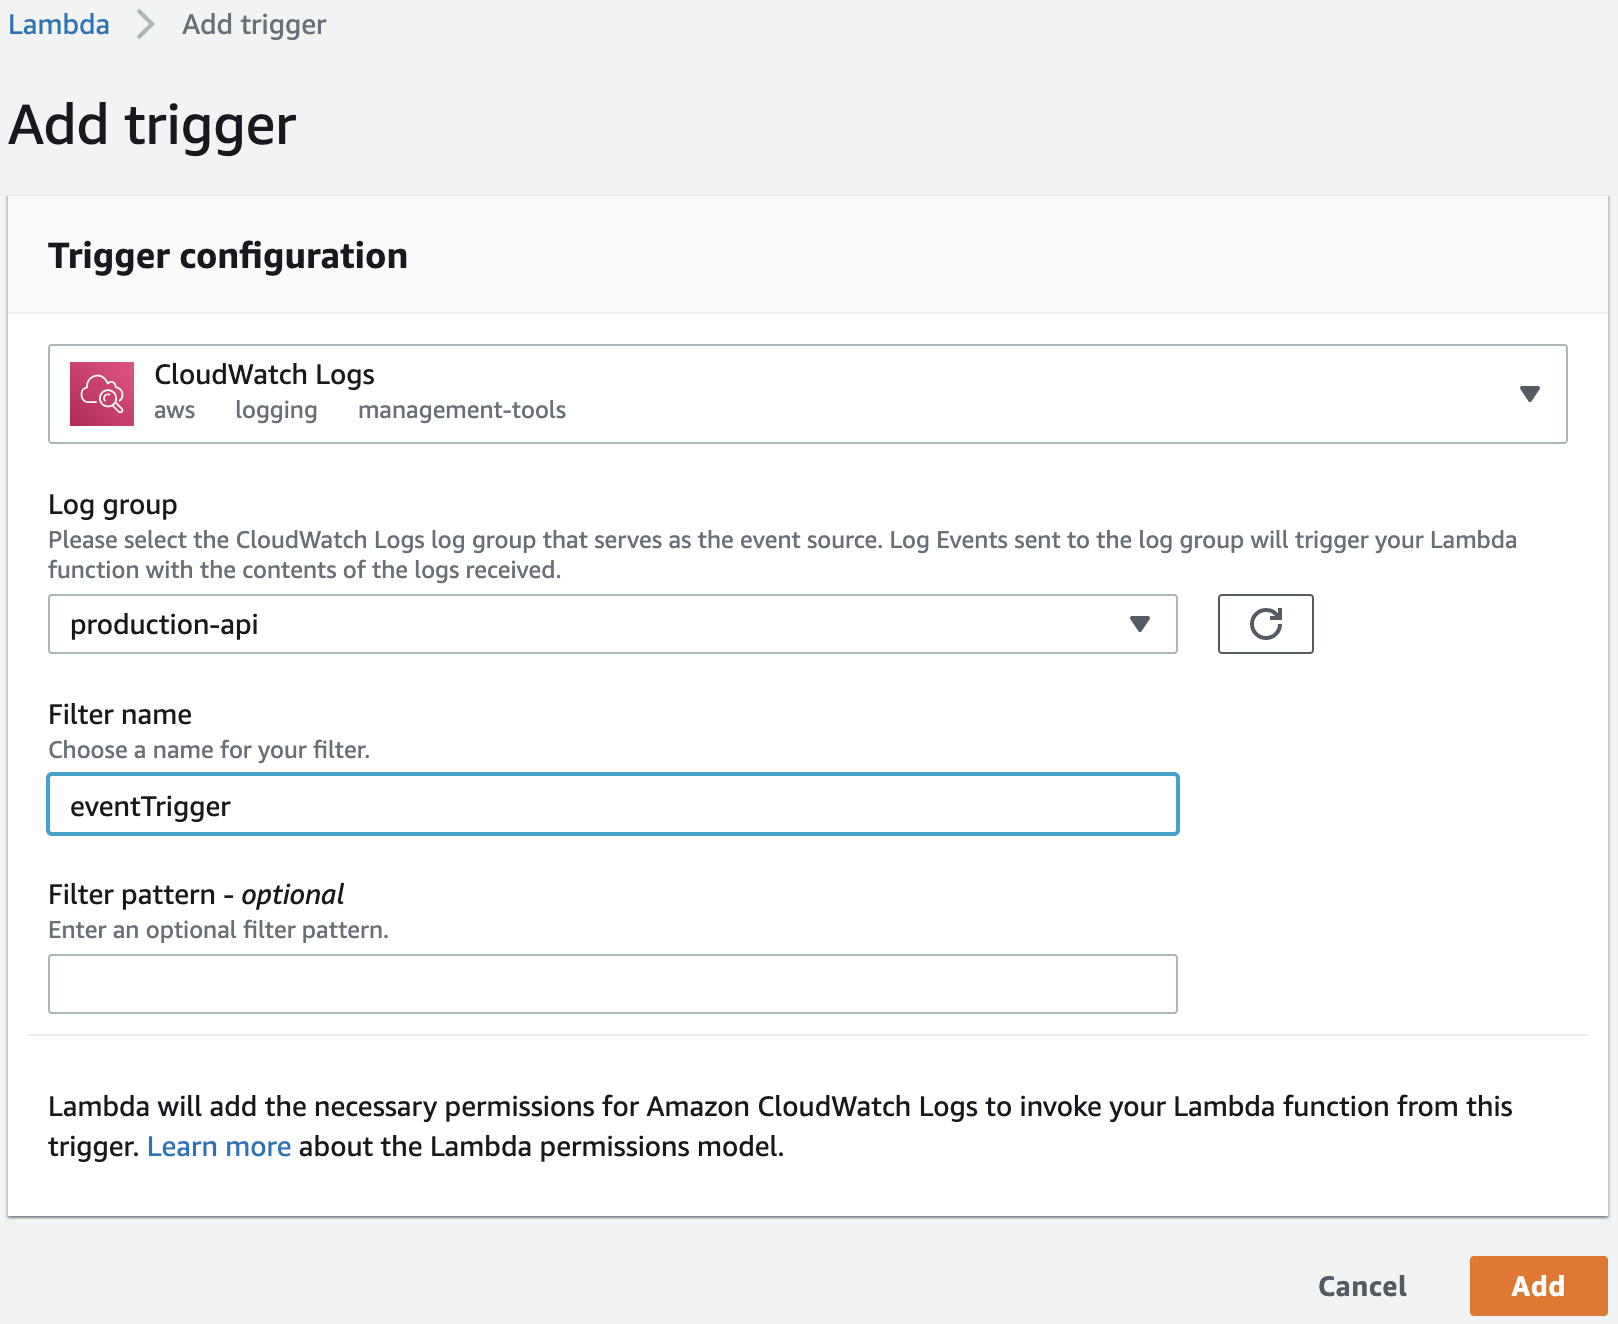 Lambda > Add trigger
Add trigger
Trigger configuration
CloudWatch Logs
aws logging management-tools
Log group
Please select the CloudWatch Logs log group that serves as the event source. Log Events sent to the log group will trigger your Lambda
function with the contents of the logs received.
production-api
Filter name
Choose a name for your filter.
eventTrigger
Filter pattern - optional
Enter an optional filter pattern.
Lambda will add the necessary permissions for Amazon CloudWatch Logs to invoke your Lambda function from this
trigger. Learn more about the Lambda permissions model.
Cancel Add